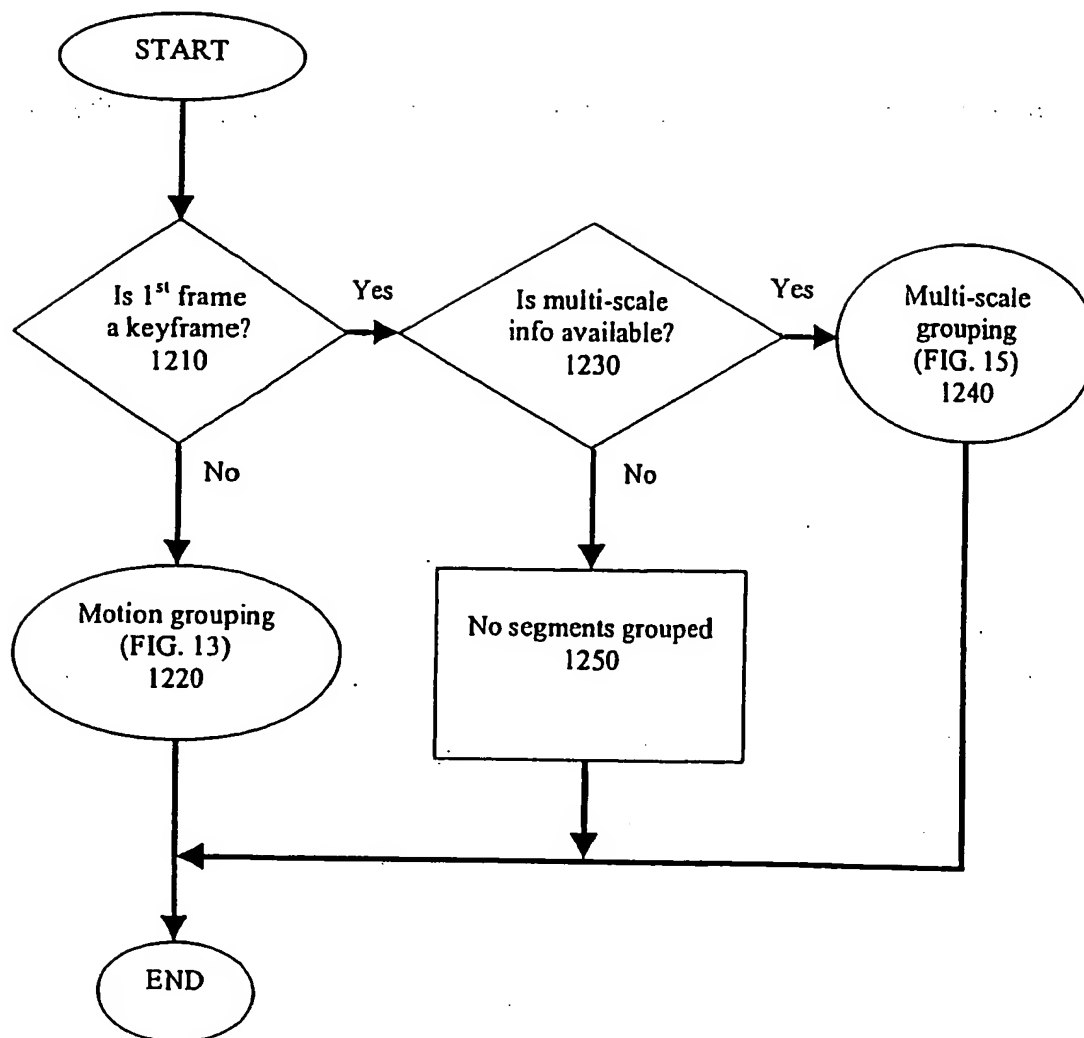 START
Is 1st frame
a keyframe?
1210
Yes
Is multi-scale
info available?
1230
Yes
Multi-scale
grouping
(FIG. 15)
1240
No
No
Motion grouping
(FIG. 13)
1220
No segments grouped
1250
END